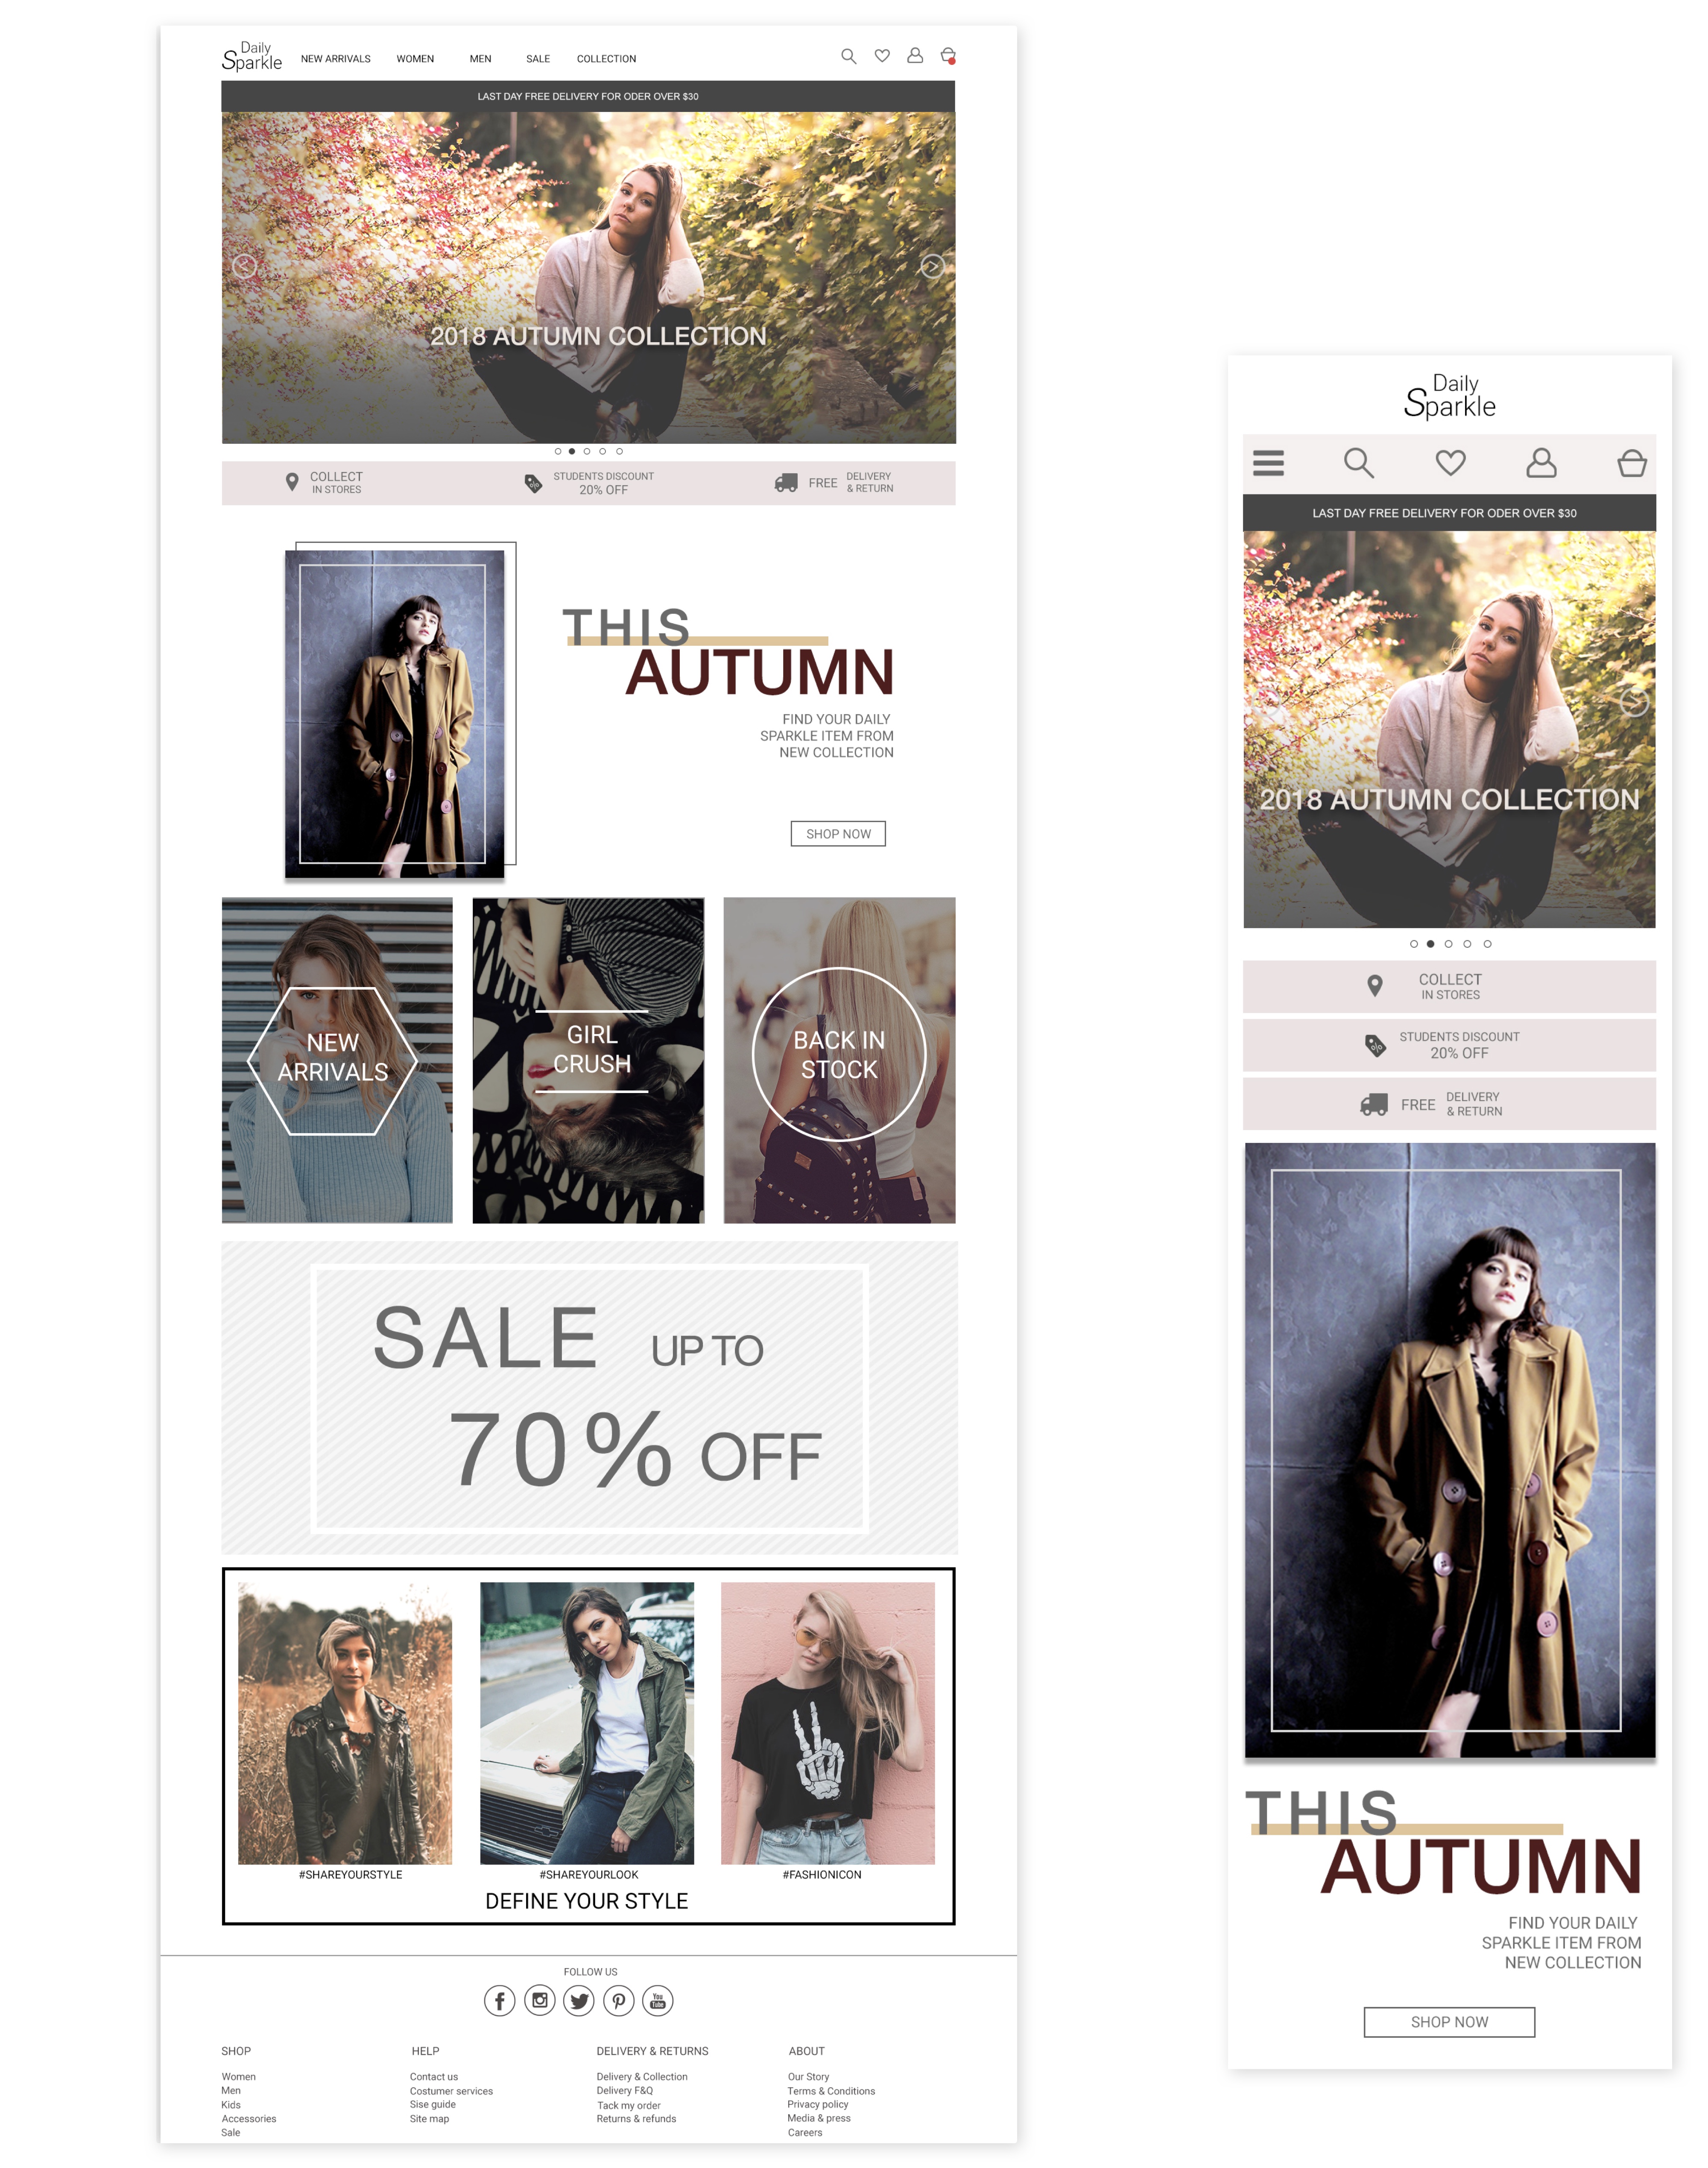 Daily
Sparkle
NEW ARRIVALS WOMEN MEN SALE COLLECTION
LAST DAY FREE DELIVERY FOR ODER OVER $30
2018 AUTUMN COLLECTION
COLLECT
IN STORES
STUDENTS DISCOUNT
20% OFF
FREE
DELIVERY
& RETURN
THIS
AUTUMN
FIND YOUR DAILY
SPARKLE ITEM FROM
NEW COLLECTION
SHOP NOW
NEW
ARRIVALS
GIRL
CRUSH
BACK IN
STOCK
SALE UP TO
70% OFF
#SHAREYOURSTYLE
#SHAREYOURLOOK
#FASHIONICON
DEFINE YOUR STYLE
FOLLOW US
You
Tube
SHOP
Women
Men
Kids
Accessories
Sale
HELP
Contact us
Costumer services
Sise guide
Site map
DELIVERY & RETURNS
Delivery & Collection
Delivery F&Q
Tack my order
Returns & refunds
ABOUT
Our Story
Terms & Conditions
Privacy policy
Media & press
Careers
Daily
Sparkle
LAST DAY FREE DELIVERY FOR ODER OVER $30
2018 AUTUMN COLLECTION
COLLECT
IN STORES
STUDENTS DISCOUNT
20% OFF
FREE
DELIVERY
& RETURN
THIS
AUTUMN
FIND YOUR DAILY
SPARKLE ITEM FROM
NEW COLLECTION
SHOP NOW